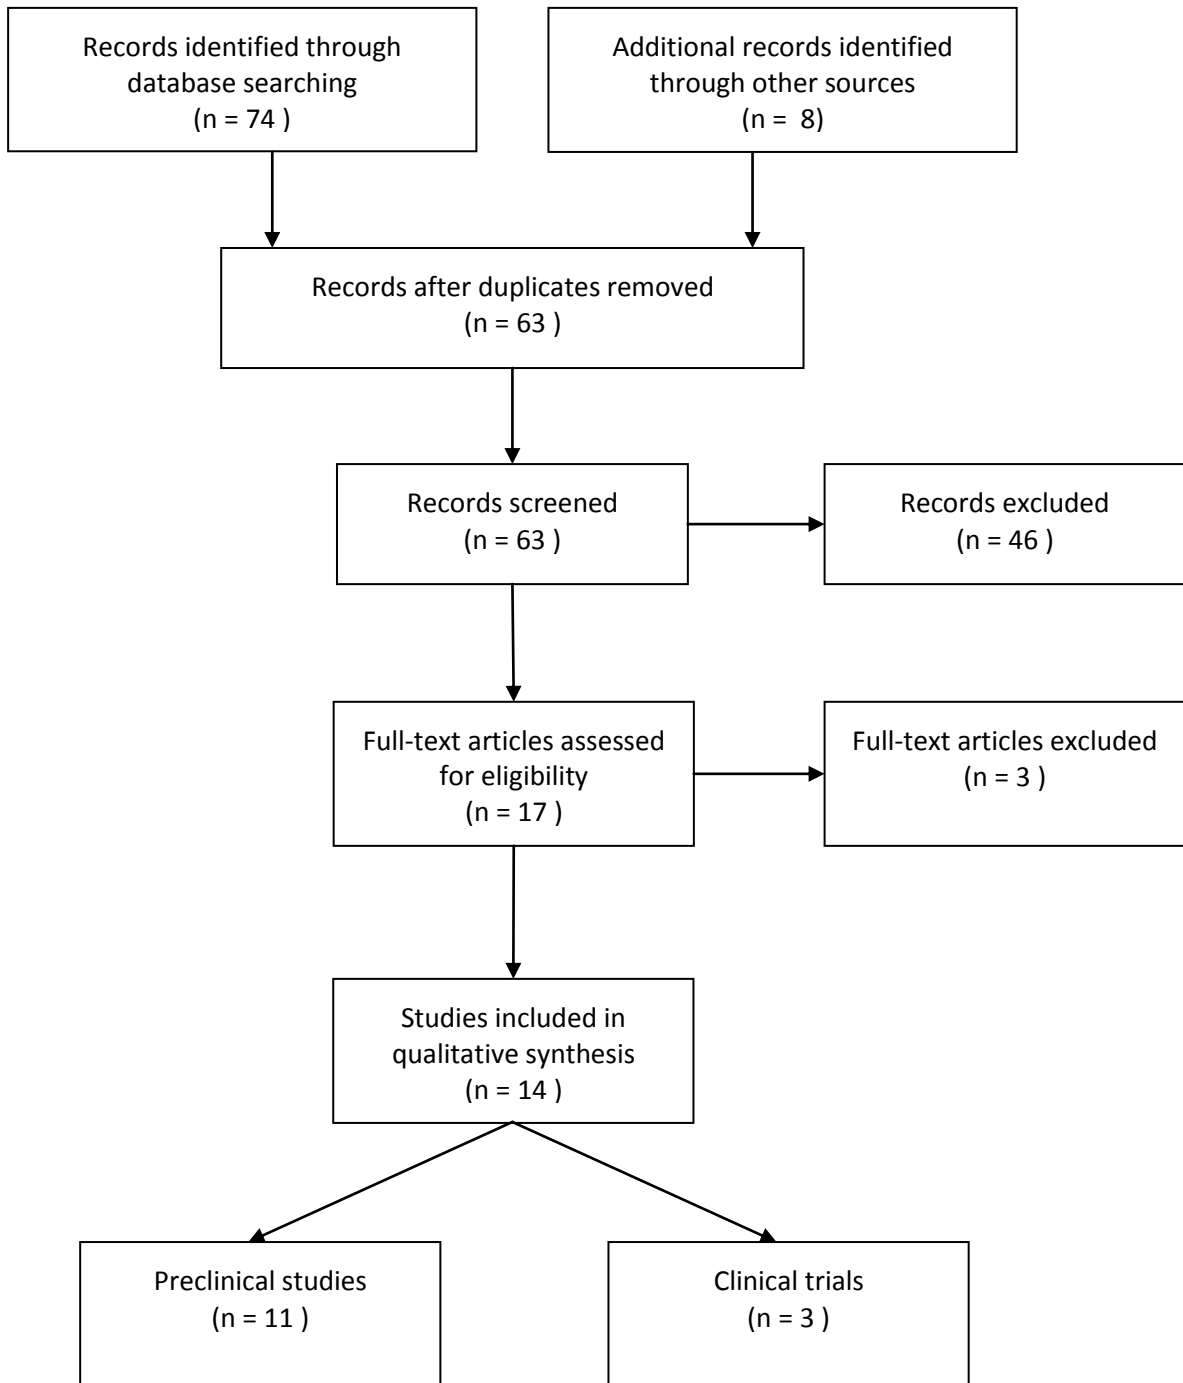 Records identified through
database searching
(n = 74 )
Additional records identified
through other sources
(n =  8)
Records after duplicates removed
(n = 63 )
Records screened
(n = 63 )
Records excluded
(n = 46 )
Full-text articles assessed
for eligibility
(n = 17 )
Full-text articles excluded
(n = 3 )
Studies included in
qualitative synthesis
(n = 14 )
Preclinical studies
(n = 11 )
Clinical trials
(n = 3 )